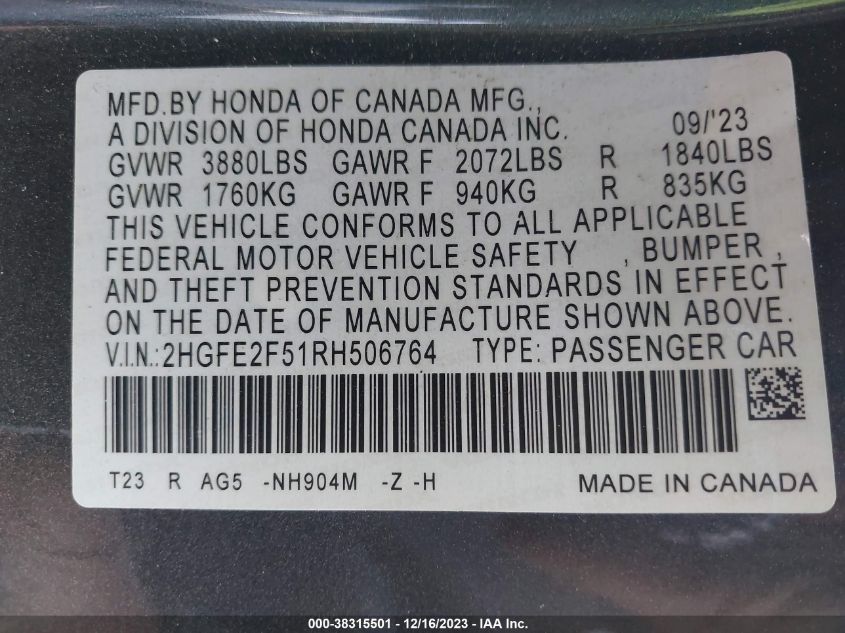 MFD.BY HONDA OF CANADA MFG.,
A DIVISION OF HONDA CANADA INC. 09/'23
GVWR 3880LBS GAWR F 2072LBS R 1840LBS
GVWR 1760KG GAWR F 940KG R 835KG
THIS VEHICLE CONFORMS TO ALL APPLICABLE
FEDERAL MOTOR VEHICLE SAFETY , BUMPER ,
AND THEFT PREVENTION STANDARDS IN EFFECT
ON THE DATE OF MANUFACTURE SHOWN ABOVE.
V.I.N.:2HGFE2F51RH506764 TYPE: PASSENGER CAR
T23 R AG5 -NH904M -Z -H MADE IN CANADA
000-38315501 - 12/16/2023 - IAA Inc.